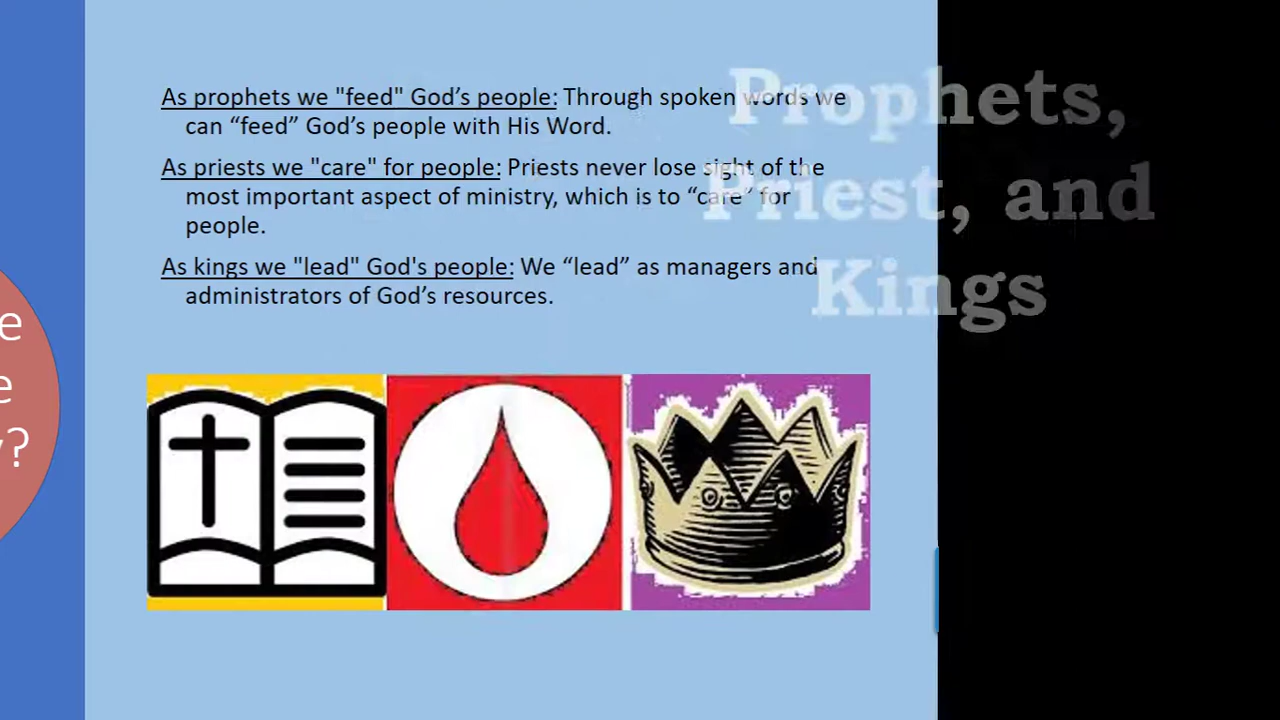 As prophets we "feed" God’s people: Through spoken words we
can “feed” God’s people with His Word.
As priests we "care" for people: Priests never lose sight of the
most important aspect of ministry, which is to “care” for
people.
As kings we "lead" God's people: We “lead” as managers and
administrators of God’s resources.
Prophets,
Priest, and
Kings
e
e
?